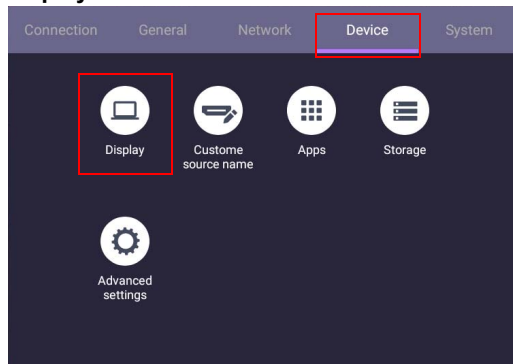 Connection General Network Device System
Display Custome source name Apps Storage
Advanced settings